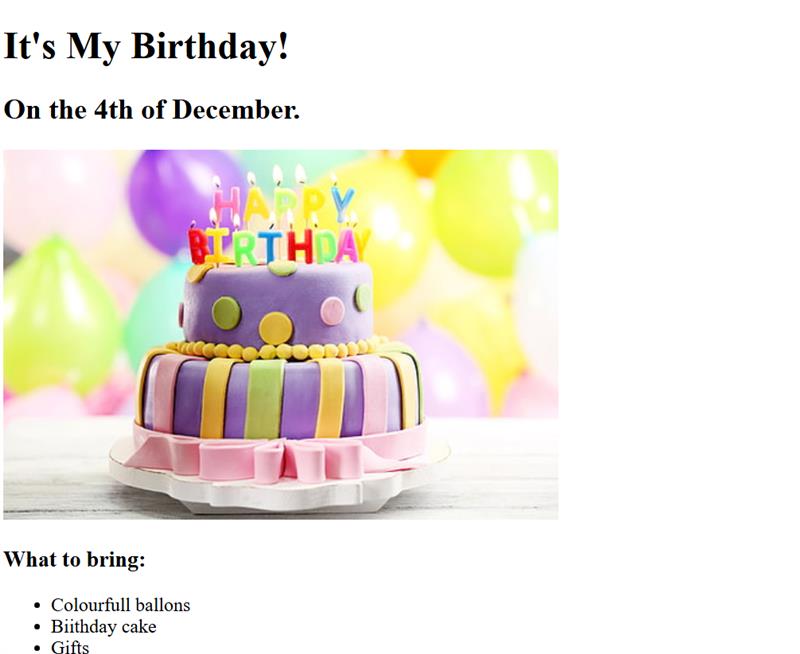 It's My Birthday!
On the 4th of December.
HAPPY
BIRTHDAY
What to bring:
Colourfull ballons
Biithday cake
Gifts